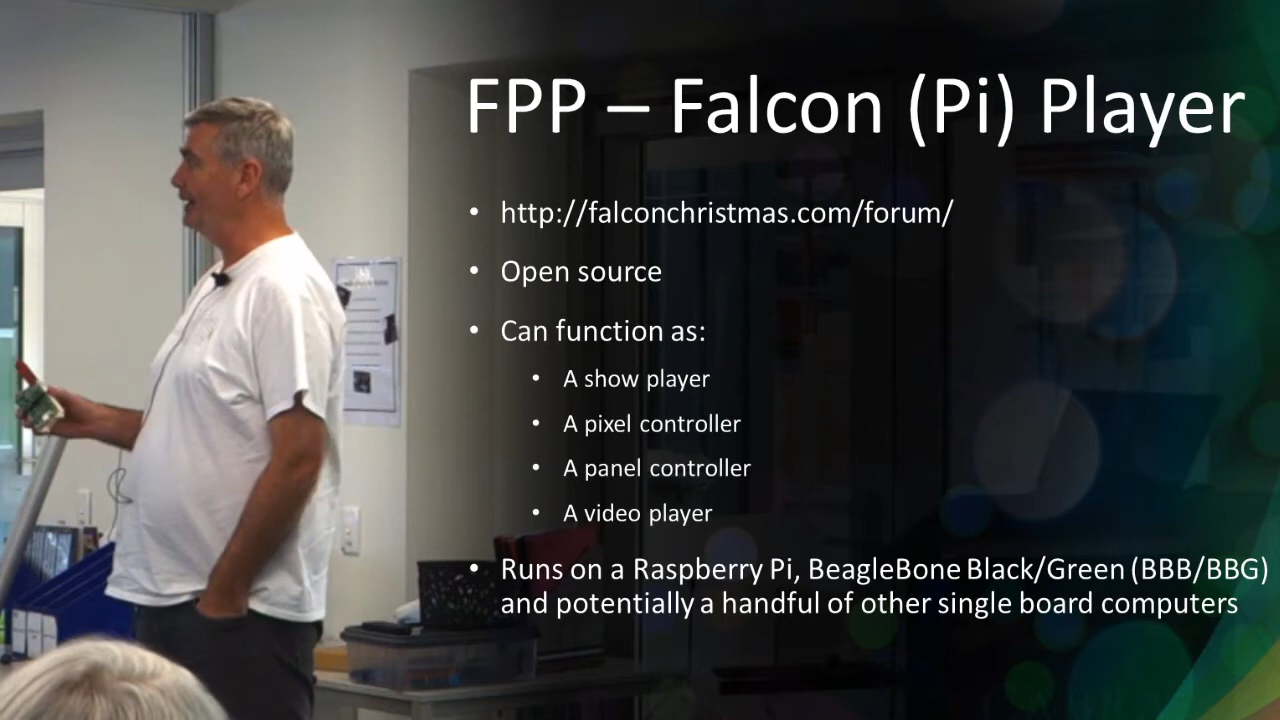 FPP – Falcon (Pi) Player
• http://falconchristmas.com/forum/
• Open source
• Can function as:
• A show player
• A pixel controller
• A panel controller
• A video player
• Runs on a Raspberry Pi, BeagleBone Black/Green (BBB/BBG)
and potentially a handful of other single board computers